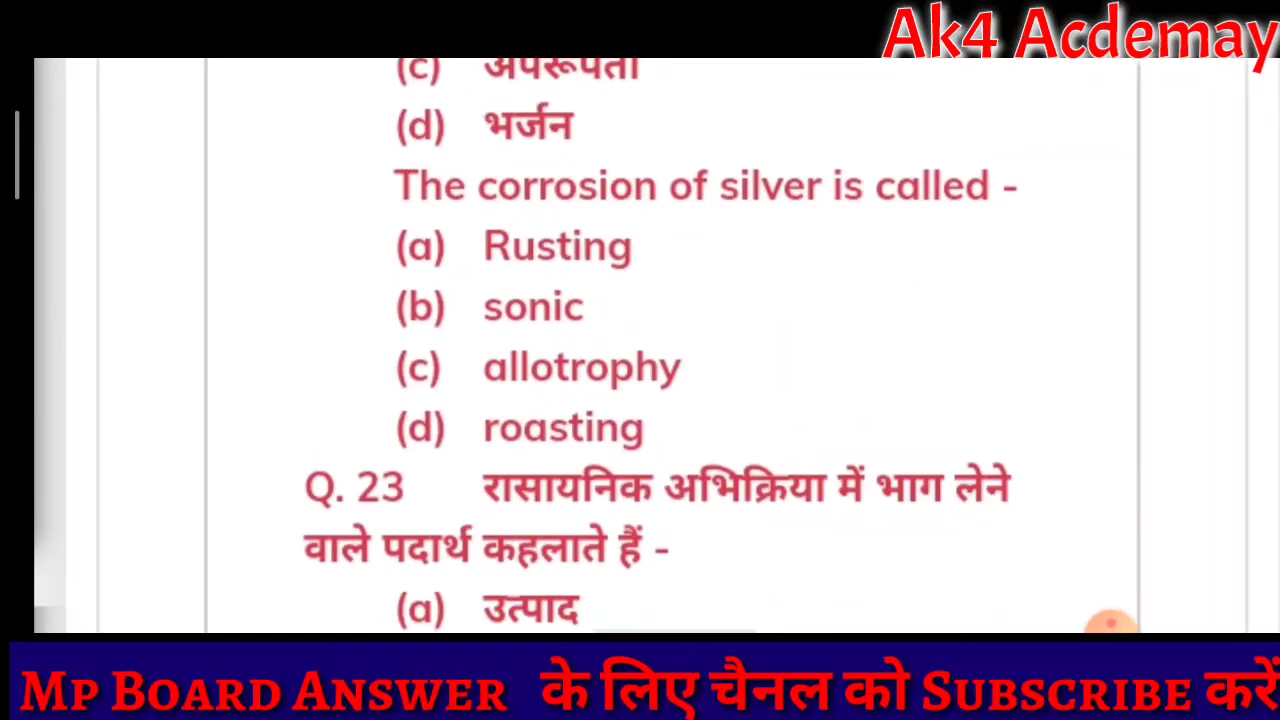 Ak4 Acdemay
(c) अपरूपता
(d) भर्जन
The corrosion of silver is called -
(a) Rusting
(b) sonic
(c) allotrophy
(d) roasting
Q. 23 रासायनिक अभिक्रिया में भाग लेने
वाले पदार्थ कहलाते हैं -
(a) उत्पाद
Mp Board Answer के लिए चैनल को Subscribe करें